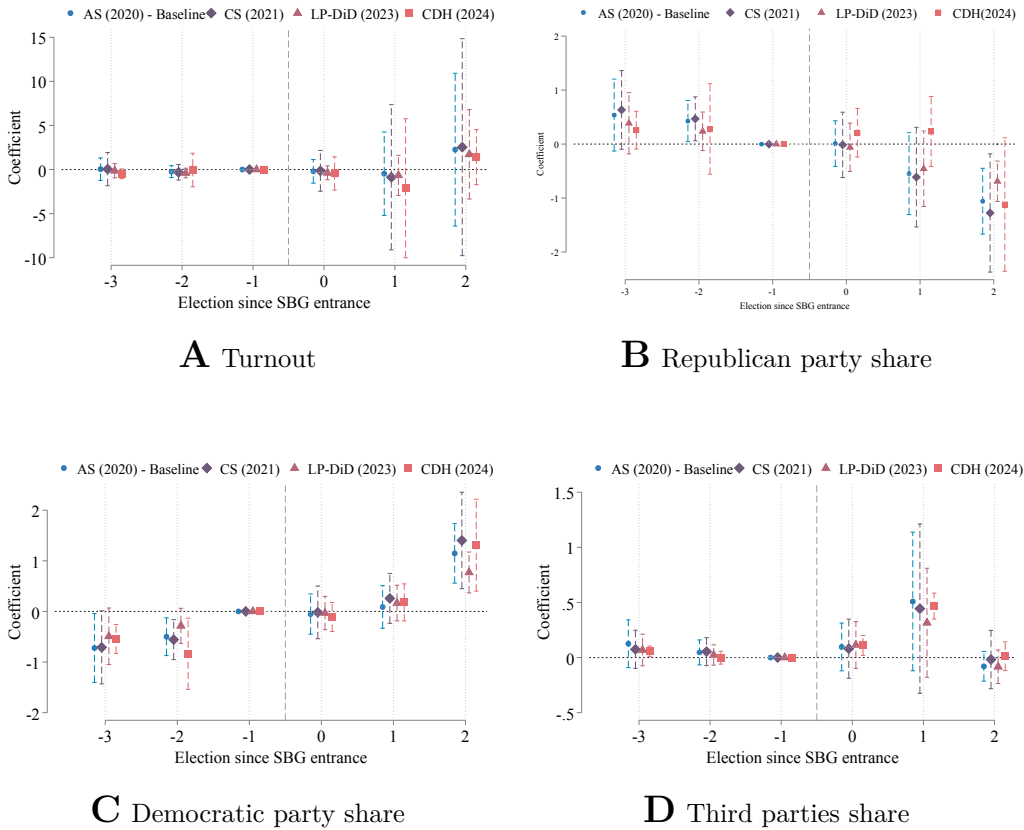 AS (2020) - Baseline CS (2021) LP-DiD (2023) CDH (2024)
15
10
5
0
-5
-10
Coefficient
-3 -2 -1 0 1 2
Election since SBG entrance
A Turnout
AS (2020) - Baseline CS (2021) LP-DiD (2023) CDH(2024)
2
1
0
-1
-2
Coefficient
-3 -2 -1 0 1 2
Election since SBG entrance
B Republican party share
AS (2020) - Baseline CS (2021) LP-DiD (2023) CDH (2024)
2
1
0
-1
-2
Coefficient
-3 -2 -1 0 1 2
Election since SBG entrance
C Democratic party share
AS (2020) - Baseline CS (2021) LP-DiD (2023) CDH (2024)
1.5
1
.5
0
-.5
Coefficient
-3 -2 -1 0 1 2
Election since SBG entrance
D Third parties share